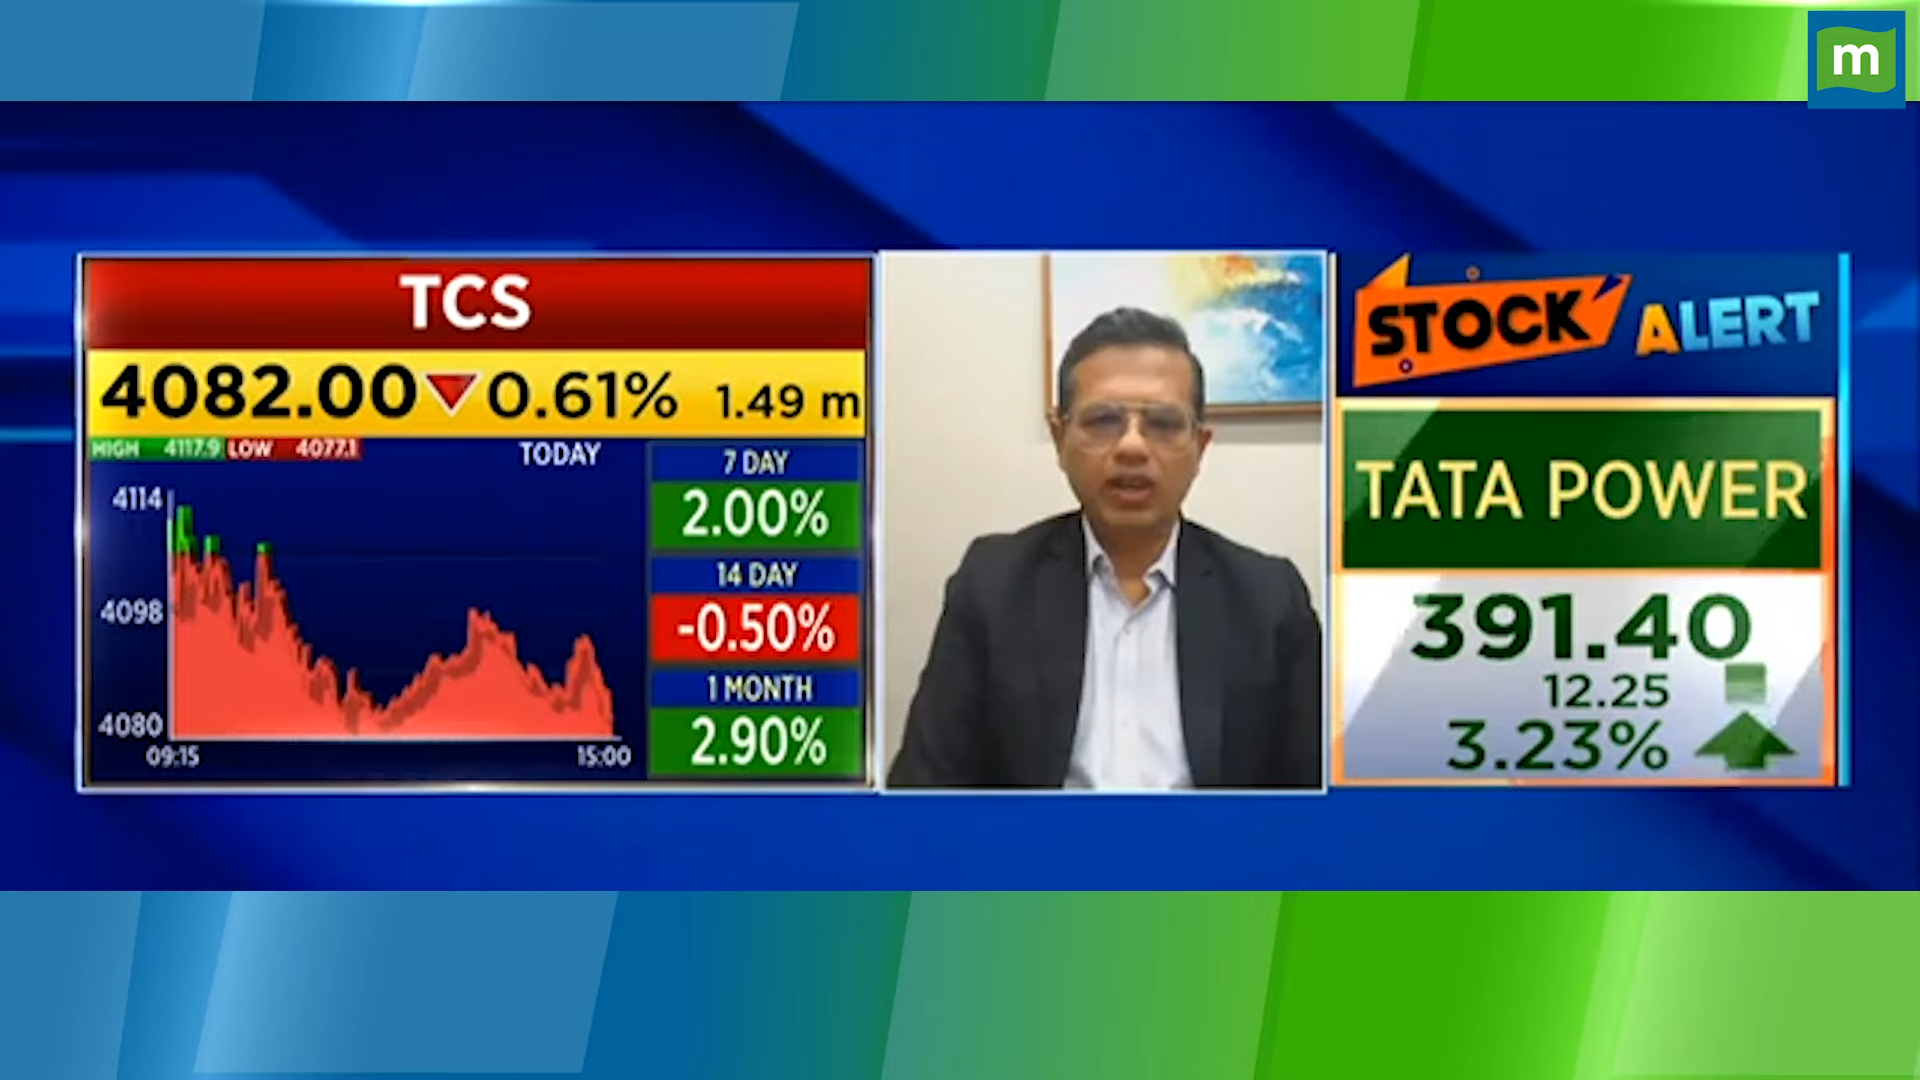 m
TCS
4082.00 0.61% 1.49 m
HIGH 4117.9 LOW 4077.1 TODAY
4114
4098
4080
09:15 15:00
7 DAY
2.00%
14 DAY
-0.50%
1 MONTH
2.90%
STOCK ALERT
TATA POWER
391.40
12.25
3.23%